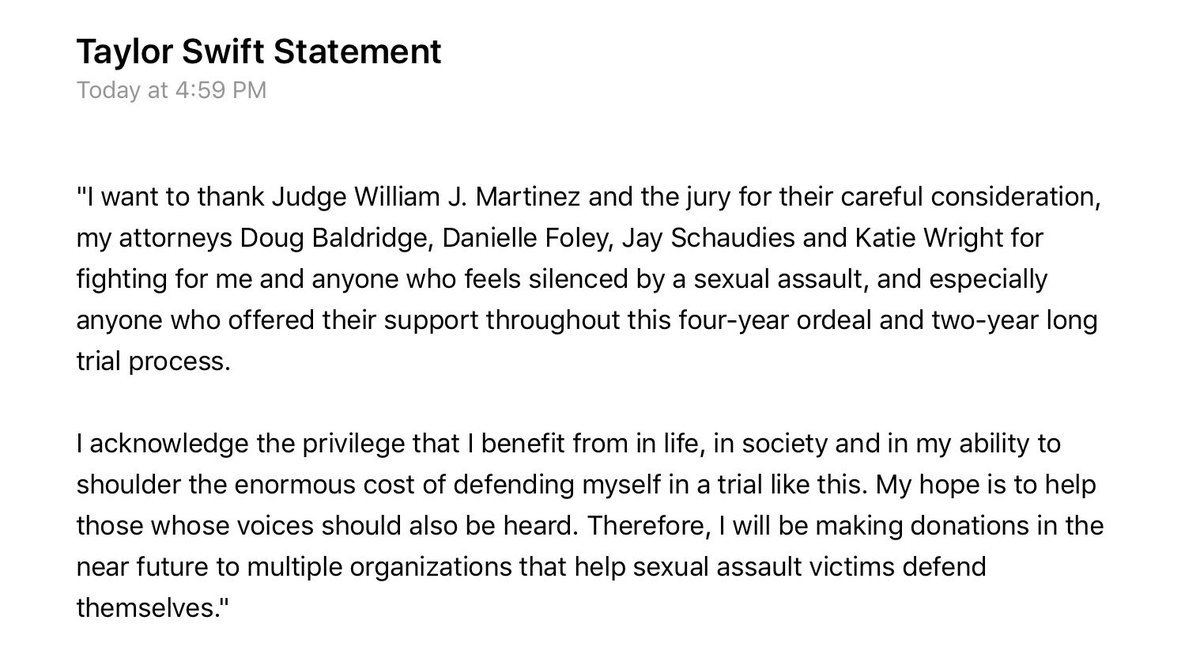 Taylor Swift Statement
Today at 4:59 PM
"I want to thank Judge William J. Martinez and the jury for their careful consideration,
my attorneys Doug Baldridge, Danielle Foley, Jay Schaudies and Katie Wright for
fighting for me and anyone who feels silenced by a sexual assault, and especially
anyone who offered their support throughout this four-year ordeal and two-year long
trial process.
I acknowledge the privilege that I benefit from in life, in society and in my ability to
shoulder the enormous cost of defending myself in a trial like this. My hope is to help
those whose voices should also be heard. Therefore, I will be making donations in the
near future to multiple organizations that help sexual assault victims defend
themselves."